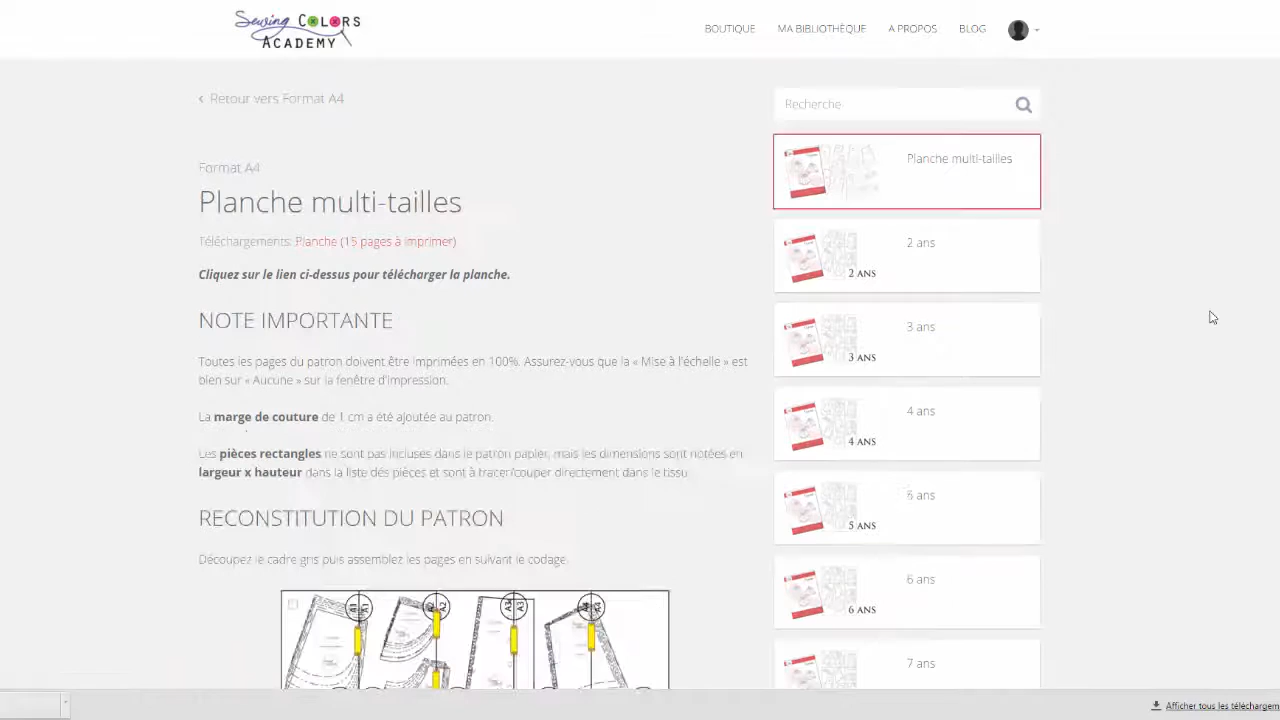 Sewing COLORS
ACADEMY
BOUTIQUE
MA BIBLIOTHÈQUE
A PROPOS
BLOG
‹ Retour vers Format A4
Format A4
Planche multi-tailles
Téléchargements: Planche (15 pages à imprimer)
Cliquez sur le lien ci-dessus pour télécharger la planche.
NOTE IMPORTANTE
Toutes les pages du patron doivent être imprimées en 100%. Assurez-vous que la « Mise à l'échelle » est
bien sur « Aucune » sur la fenêtre d'impression.
La marge de couture de 1 cm a été ajoutée au patron.
Les pièces rectangles ne sont pas incluses dans le patron papier, mais les dimensions sont notées en
largeur x hauteur dans la liste des pièces et sont à tracer/couper directement dans le tissu.
RECONSTITUTION DU PATRON
Découpez le cadre gris puis assemblez les pages en suivant le codage.
A1 A1
A2
A3 A3
A4
Recherche
Planche multi-tailles
2 ans
2 ANS
3 ans
3 ANS
4 ans
4 ANS
5 ans
5 ANS
6 ans
6 ANS
7 ans
Afficher tous les téléchargem